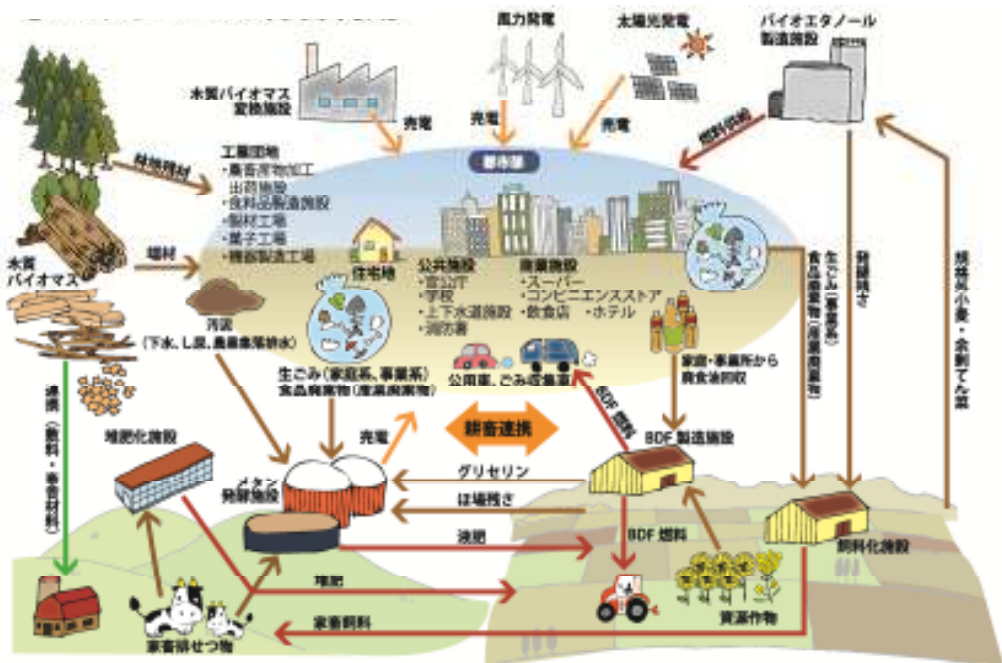 風力発電
太陽光発電
バイオエタノール
製造施設
木質バイオマス
変換施設
売電
売電
売電
燃料供給
都市部
林地残材
工業団地
・農畜産物加工
出荷施設
・食料品製造施設
・製材工場
・菓子工場
・機器製造工場
木質
バイオマス
端材
住宅地
公共施設
・官公庁
・学校
・上下水道施設
・消防署
商業施設
・スーパー
・コンビニエンスストア
・飲食店 ・ホテル
汚泥
(下水、し尿、農業集落排水)
生ごみ(家庭系、事業系)
食品廃棄物(産業廃棄物)
公用車、ごみ収集車
家庭・事業所から
廃食油回収
生ごみ(事業系)
食品廃棄物(産業廃棄物)
発酵残さ
規格外小麦・余剰てん菜
連携(敷料・畜舎材料)
堆肥化施設
売電
耕畜連携
BDF 燃料
BDF 製造施設
メタン
発酵施設
グリセリン
ほ場残さ
液肥
BDF 燃料
飼料化施設
堆肥
家畜飼料
家畜排せつ物
資源作物